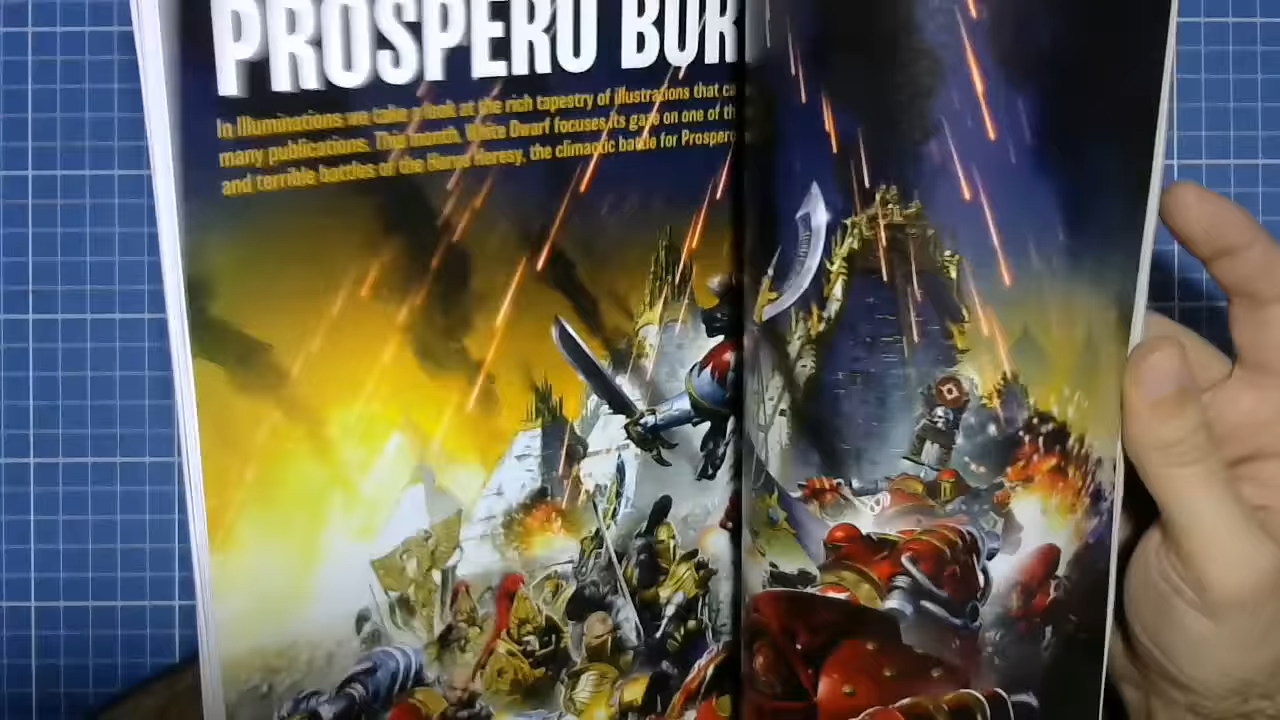 PROSPERO BUR
In Illuminations we take a look at the rich tapestry of illustrations that ca
many publications. This month, White Dwarf focuses its gaze on one of th
and terrible battles of the Horus Heresy, the climactic battle for Prospero